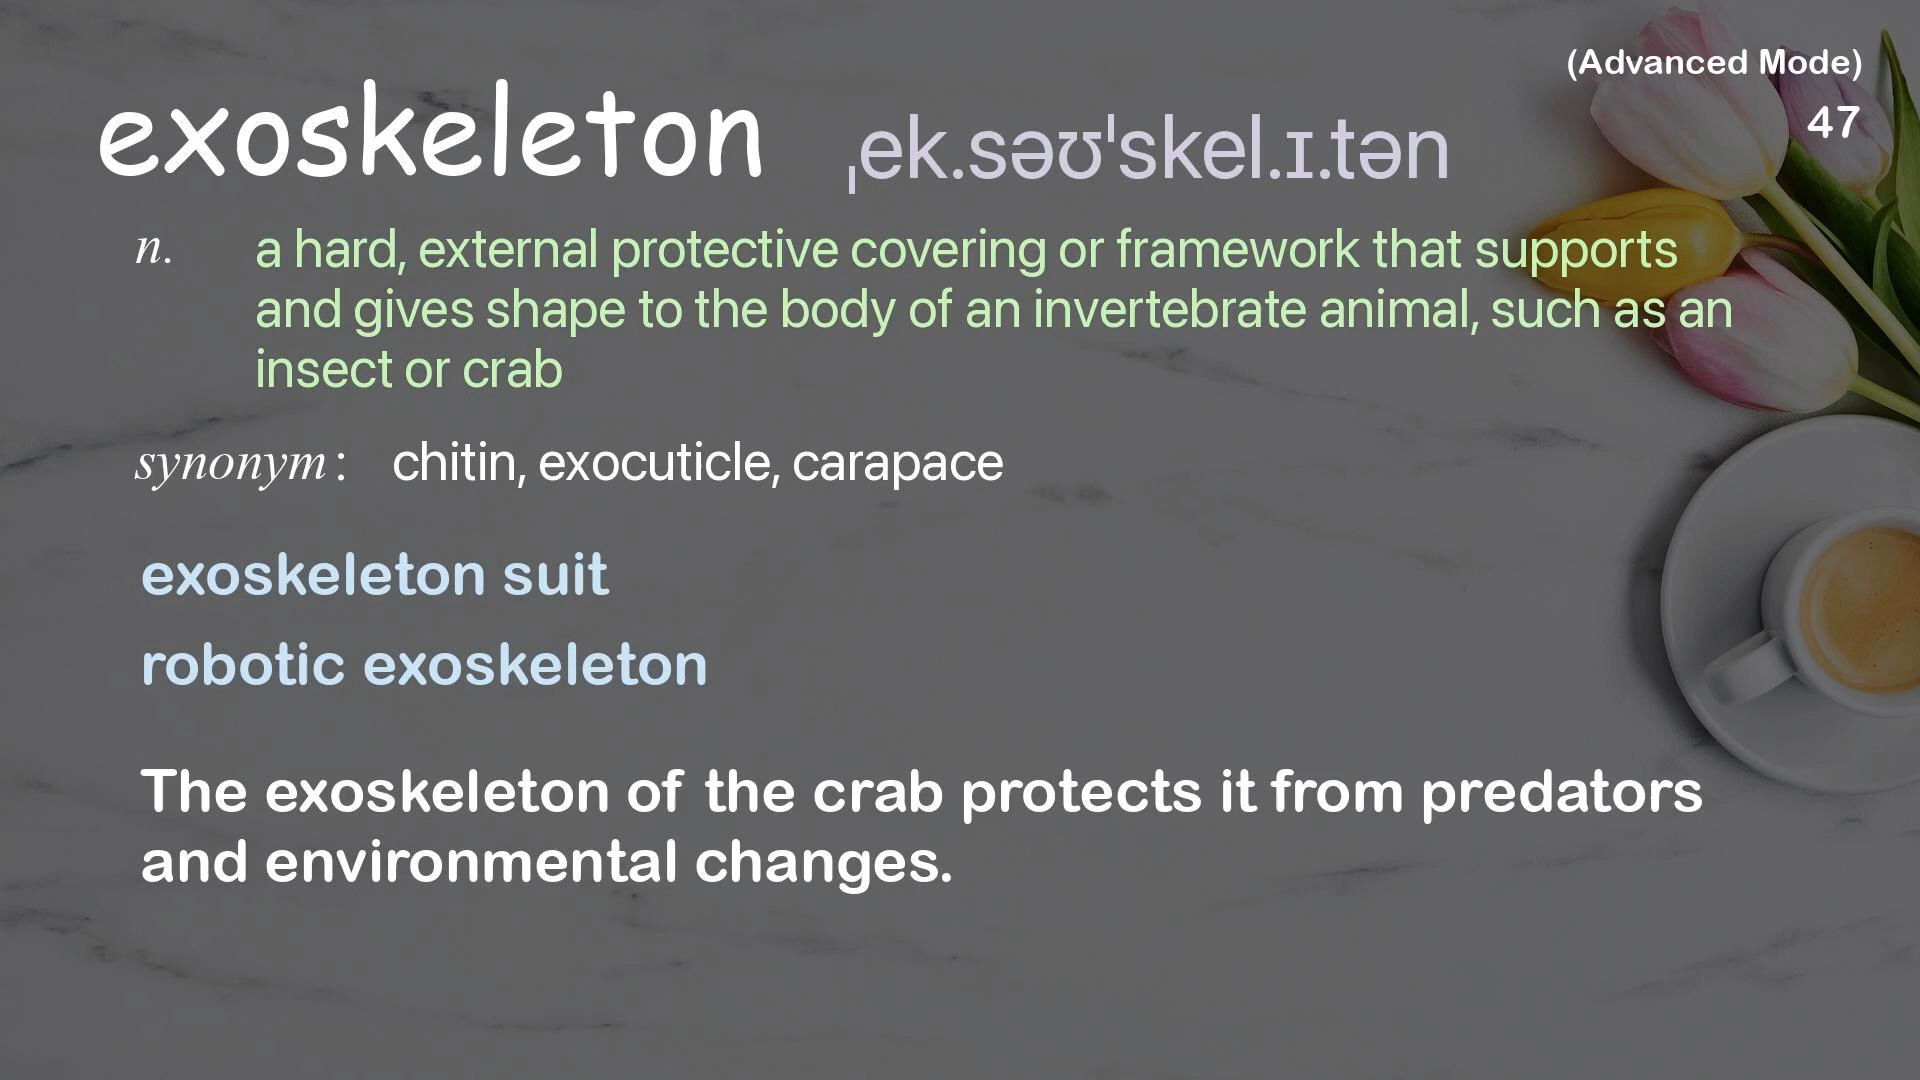 (Advanced Mode)
47
exoskeleton ˌek.səʊˈskel.ɪ.tən
n. a hard, external protective covering or framework that supports
and gives shape to the body of an invertebrate animal, such as an
insect or crab
synonym: chitin, exocuticle, carapace
exoskeleton suit
robotic exoskeleton
The exoskeleton of the crab protects it from predators
and environmental changes.